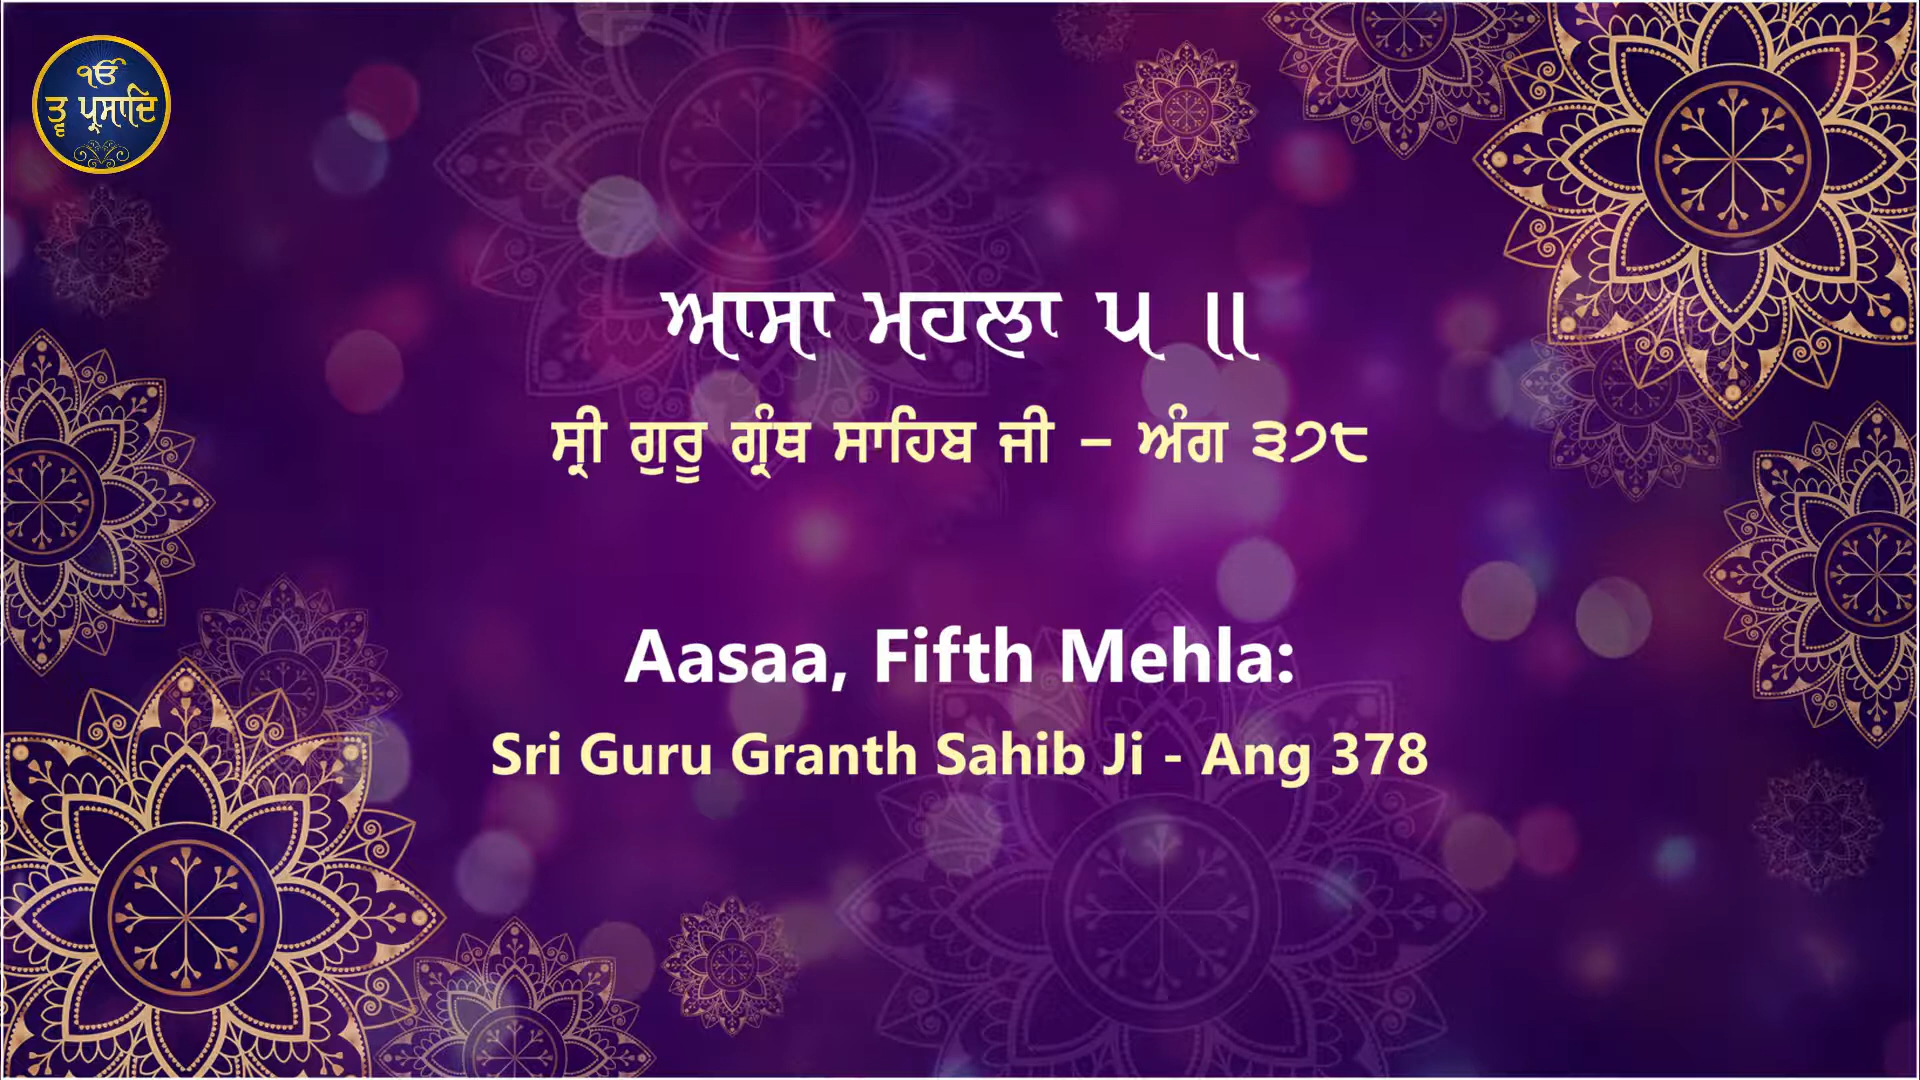 ੴ
ਤ੍ਵ ਪ੍ਰਸਾਦਿ
ਆਸਾ ਮਹਲਾ ੫ ॥
ਸ੍ਰੀ ਗੁਰੂ ਗ੍ਰੰਥ ਸਾਹਿਬ ਜੀ – ਅੰਗ ੩੭੮
Aasaa, Fifth Mehla:
Sri Guru Granth Sahib Ji - Ang 378